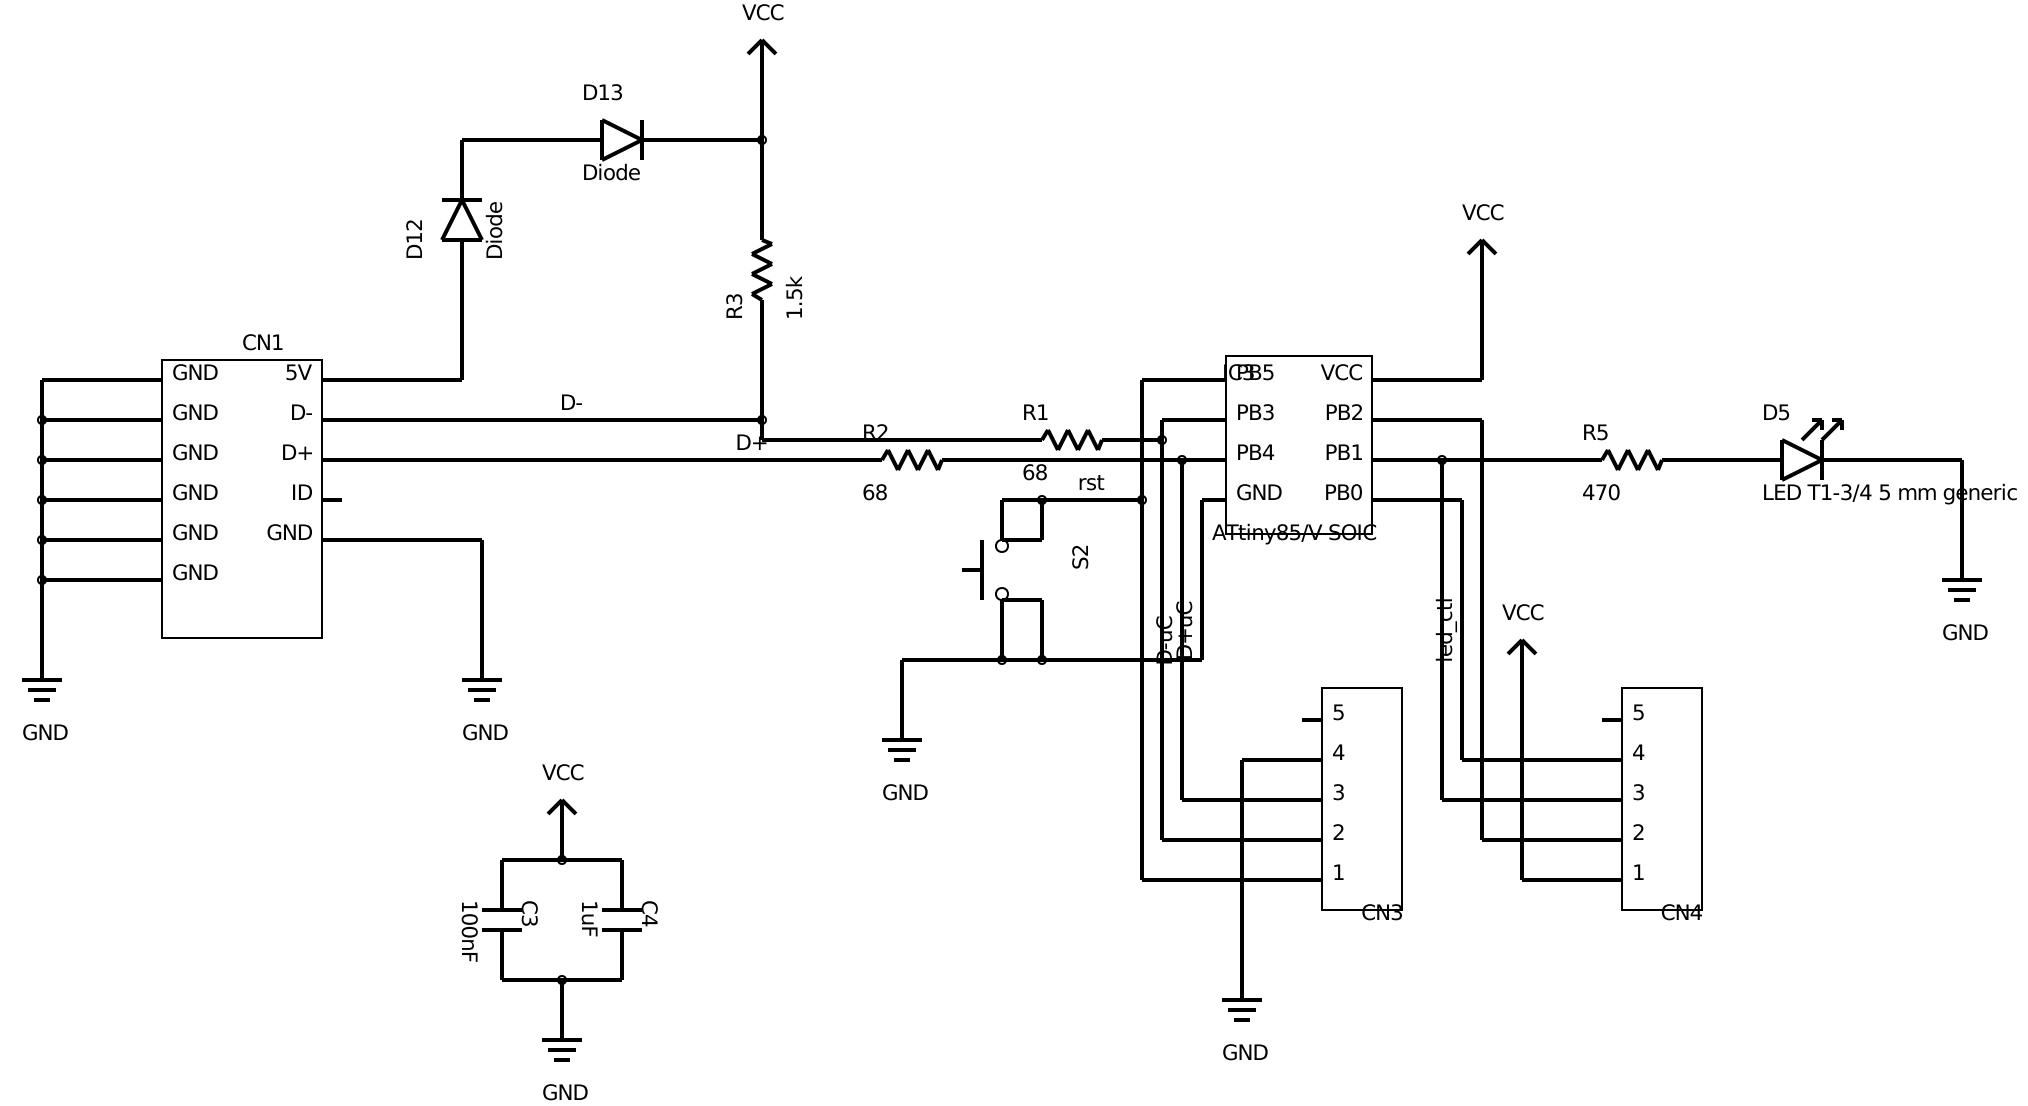 VCC
D13
Diode
D12
Diode
R3
1.5k
VCC
CN1
GND 5V
GND D-
GND D+
GND ID
GND GND
GND
D-
D+
R2
68
R1
68
rst
S2
PB5 VCC
PB3 PB2
PB4 PB1
GND PB0
ATtiny85/V SOIC
R5
470
D5
LED T1-3/4 5 mm generic
GND
D-uC
D+uC
led_ctl
VCC
GND
GND
GND
5
4
3
2
1
CN3
5
4
3
2
1
CN4
VCC
100nF
C3
1uF
C4
GND
GND